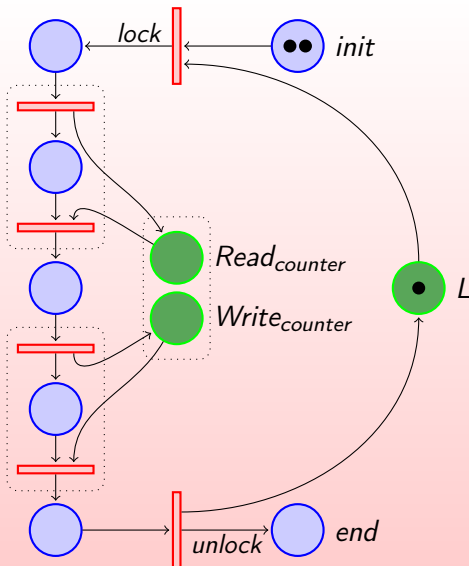 lock
init
Read_counter
L
Write_counter
unlock
end